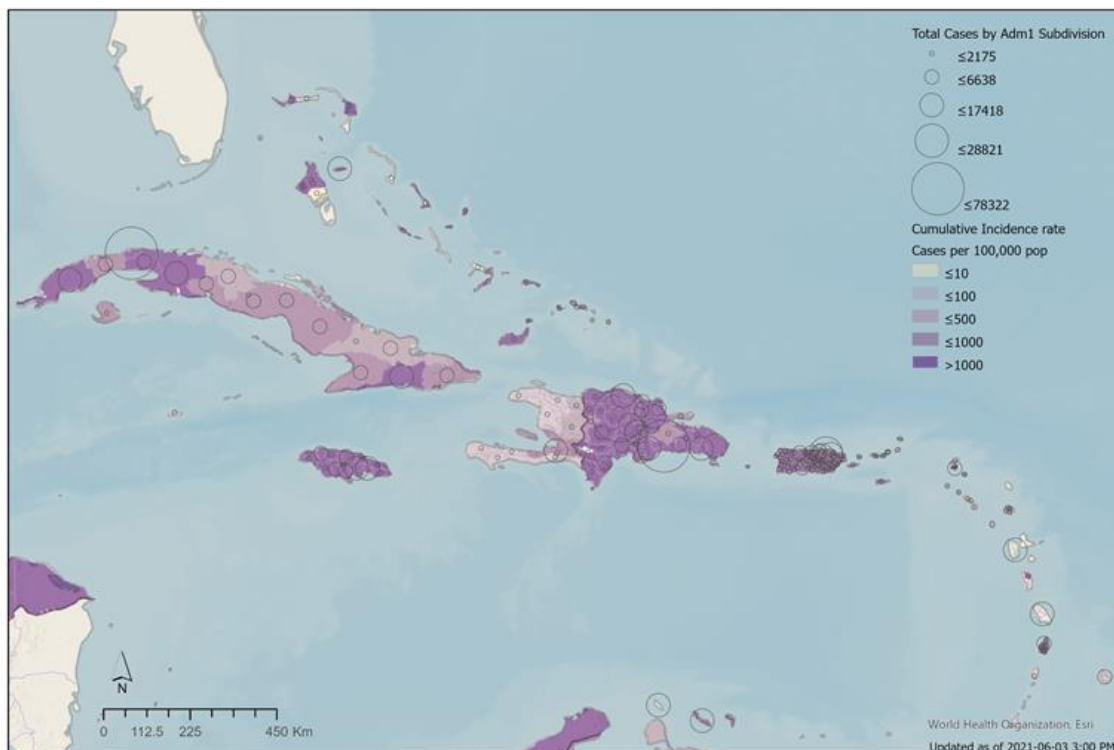 Total Cases by Adm1 Subdivision
≤2175
≤6638
≤17418
≤28821
≤78322
Cumulative Incidence rate
Cases per 100,000 pop
≤10
≤100
≤500
≤1000
>1000
N
0 112.5 225 450 Km
World Health Organization, Esri
Updated as of 2021-06-03 3:00 PM